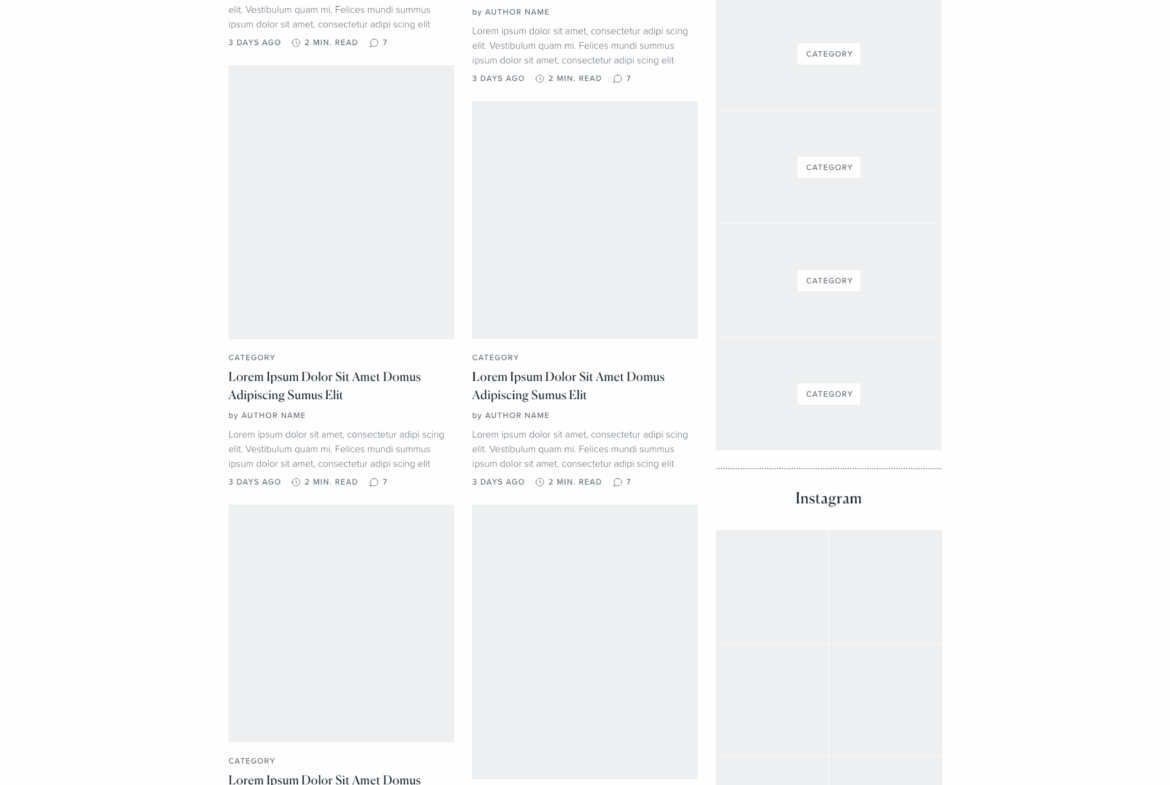 elit. Vestibulum quam mi. Felices mundi summus
ipsum dolor sit amet, consectetur adipi scing elit
3 DAYS AGO 2 MIN. READ 7
CATEGORY
Lorem Ipsum Dolor Sit Amet Domus
Adipiscing Sumus Elit
by AUTHOR NAME
Lorem ipsum dolor sit amet, consectetur adipi scing
elit. Vestibulum quam mi. Felices mundi summus
ipsum dolor sit amet, consectetur adipi scing elit
3 DAYS AGO 2 MIN. READ 7
CATEGORY
Lorem Ipsum Dolor Sit Amet Domus
by AUTHOR NAME
Lorem ipsum dolor sit amet, consectetur adipi scing
elit. Vestibulum quam mi. Felices mundi summus
ipsum dolor sit amet, consectetur adipi scing elit
3 DAYS AGO 2 MIN. READ 7
CATEGORY
Lorem Ipsum Dolor Sit Amet Domus
Adipiscing Sumus Elit
by AUTHOR NAME
Lorem ipsum dolor sit amet, consectetur adipi scing
elit. Vestibulum quam mi. Felices mundi summus
ipsum dolor sit amet, consectetur adipi scing elit
3 DAYS AGO 2 MIN. READ 7
CATEGORY
CATEGORY
CATEGORY
CATEGORY
Instagram